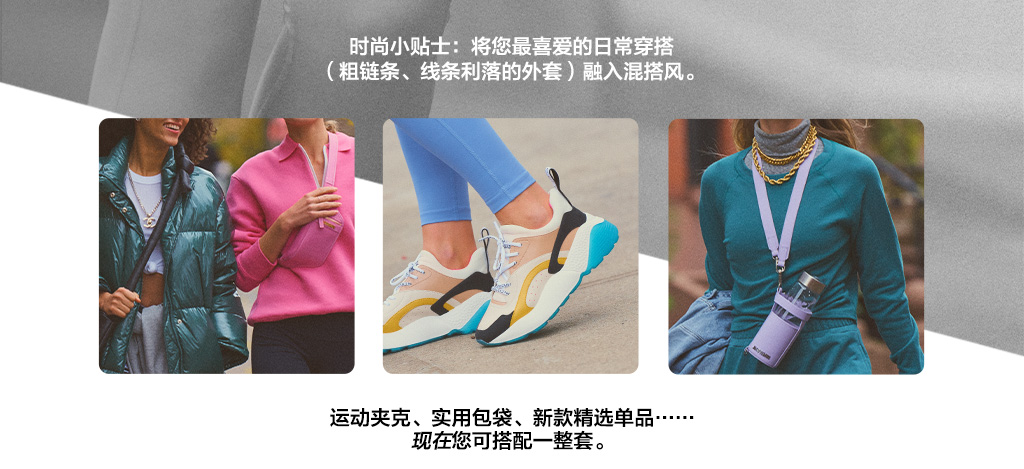 时尚小贴士：将您最喜爱的日常穿搭
（粗链条、线条利落的外套）融入混搭风。
运动夹克、实用包袋、新款精选单品……
现在您可搭配一整套。